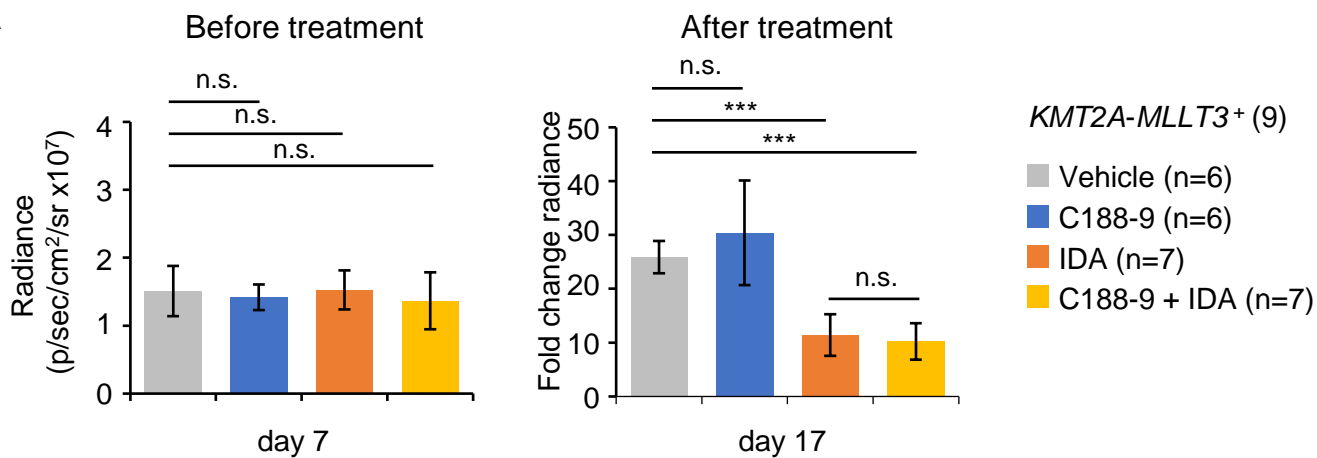 Before treatment
n.s.
n.s.
n.s.
Radiance
(p/sec/cm²/sr x10⁷)
4
3
2
1
0
day 7
After treatment
n.s.
***
***
n.s.
Fold change radiance
50
40
30
20
10
0
day 17
KMT2A-MLLT3⁺ (9)
Vehicle (n=6)
C188-9 (n=6)
IDA (n=7)
C188-9 + IDA (n=7)